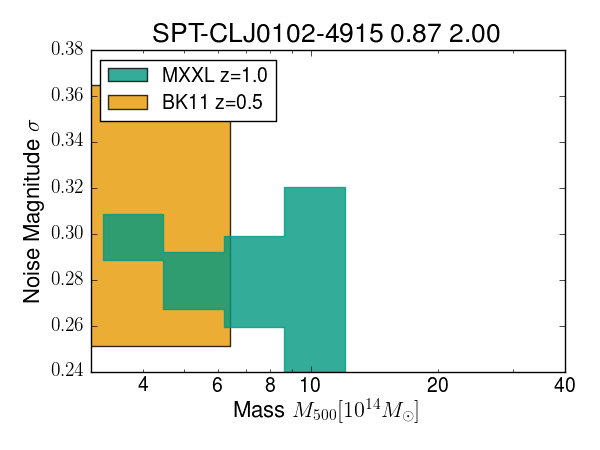 SPT-CLJ0102-4915 0.87 2.00
0.38
0.36
0.34
0.32
0.30
0.28
0.26
0.24
Noise Magnitude σ
MXXL z=1.0
BK11 z=0.5
4 6 8 10 20 40
Mass M₅₀₀[10¹⁴M☉]